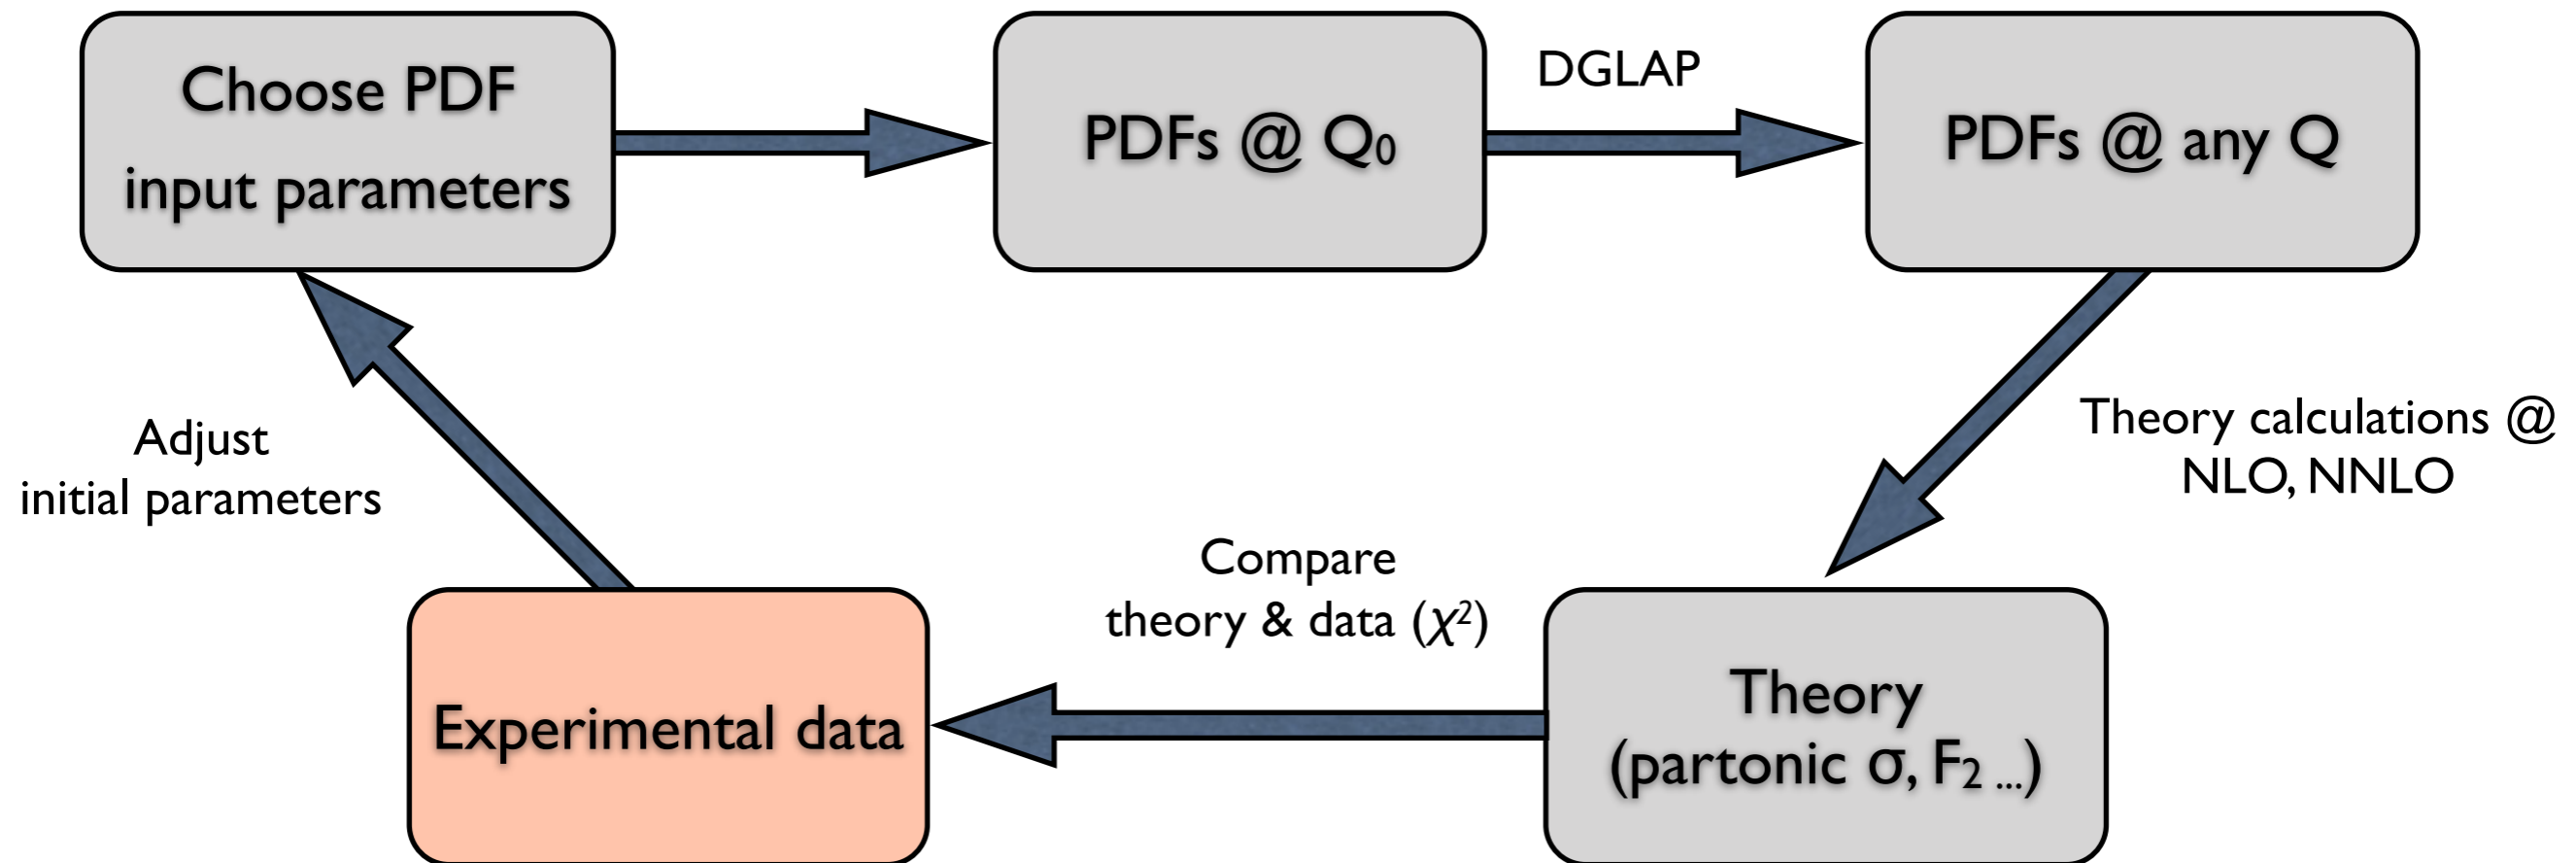 Choose PDF
input parameters
PDFs @ Q₀
DGLAP
PDFs @ any Q
Adjust
initial parameters
Theory calculations @
NLO, NNLO
Compare
theory & data (χ²)
Experimental data
Theory
(partonic σ, F₂ ...)